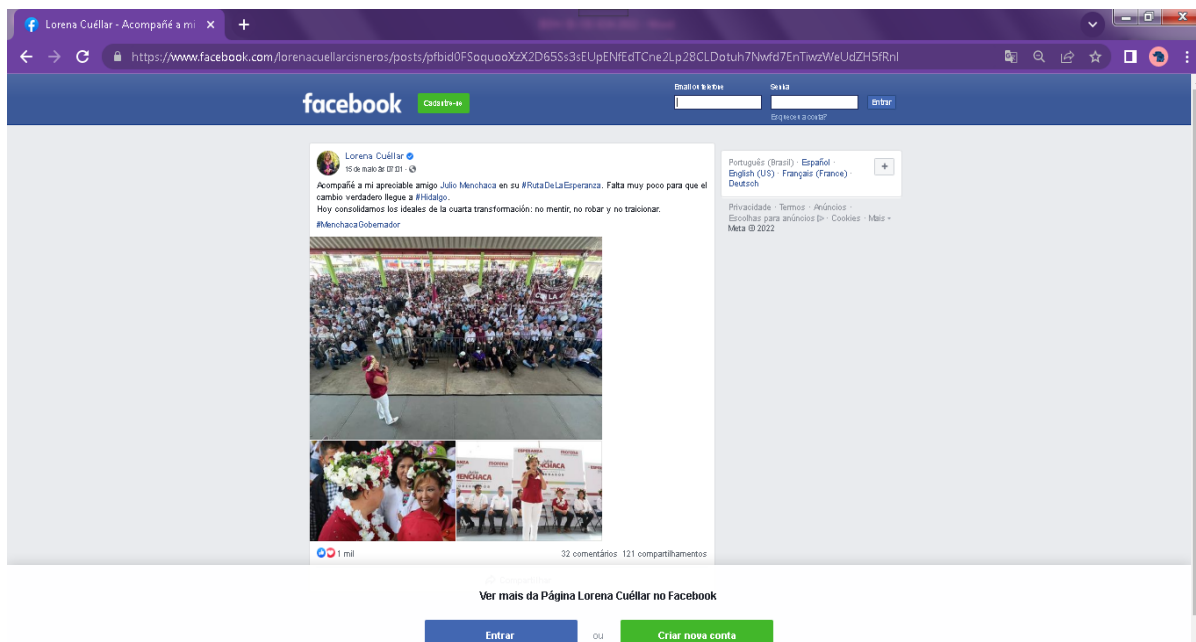 Lorena Cuéllar - Acompañé a mi
https://www.facebook.com/lorenacuellarcisneros/posts/pfbid0FSoquooXzX2D65Ss3sEUpENfEdTCne2Lp28CLDotuh7Nwfd7EnTiwzWeUdZH5fRnl
facebook
Cadastre-se
Email ou telefone
Senha
Entrar
Esqueceu a conta?
Lorena Cuéllar
15 de maio às 07:01
Acompañé a mi apreciable amigo Julio Menchaca en su #RutaDeLaEsperanza. Falta muy poco para que el
cambio verdadero llegue a #Hidalgo.
Hoy consolidamos los ideales de la cuarta transformación: no mentir, no robar y no traicionar.
#MenchacaGobernador
morena
MENCHACA
MENCHACA
1 mil
32 comentários 121 compartilhamentos
Português (Brasil) · Español ·
English (US) · Français (France) ·
Deutsch
+
Privacidade · Termos · Anúncios ·
Escolhas para anúncios · Cookies · Mais
Meta © 2022
Compartilhar
Ver mais da Página Lorena Cuéllar no Facebook
Entrar
ou
Criar nova conta